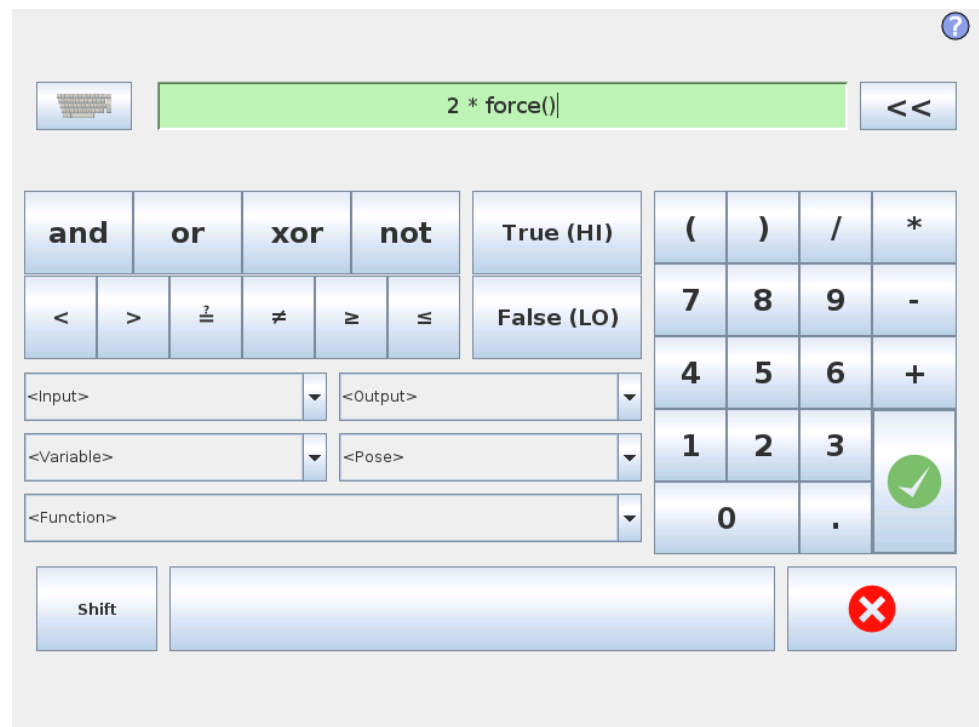 ?
2 * force()
<<
and or xor not True (HI) ( ) / *
< > ≟ ≠ ≥ ≤ False (LO) 7 8 9 -
<Input> <Output> 4 5 6 +
<Variable> <Pose> 1 2 3
<Function> 0 .
Shift